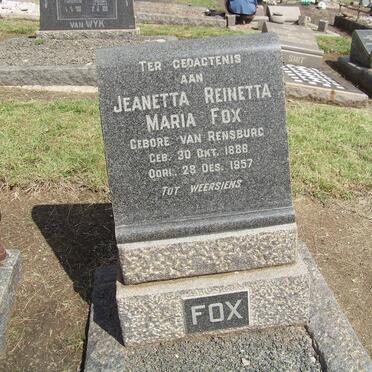 VAN WYK
TER GEDAGTENIS
AAN
JEANETTA REINETTA
MARIA FOX
GEBORE VAN RENSBURG
GEB. 30 OKT. 1886
OORL. 28 DES. 1957
TOT WEERSIENS
FOX